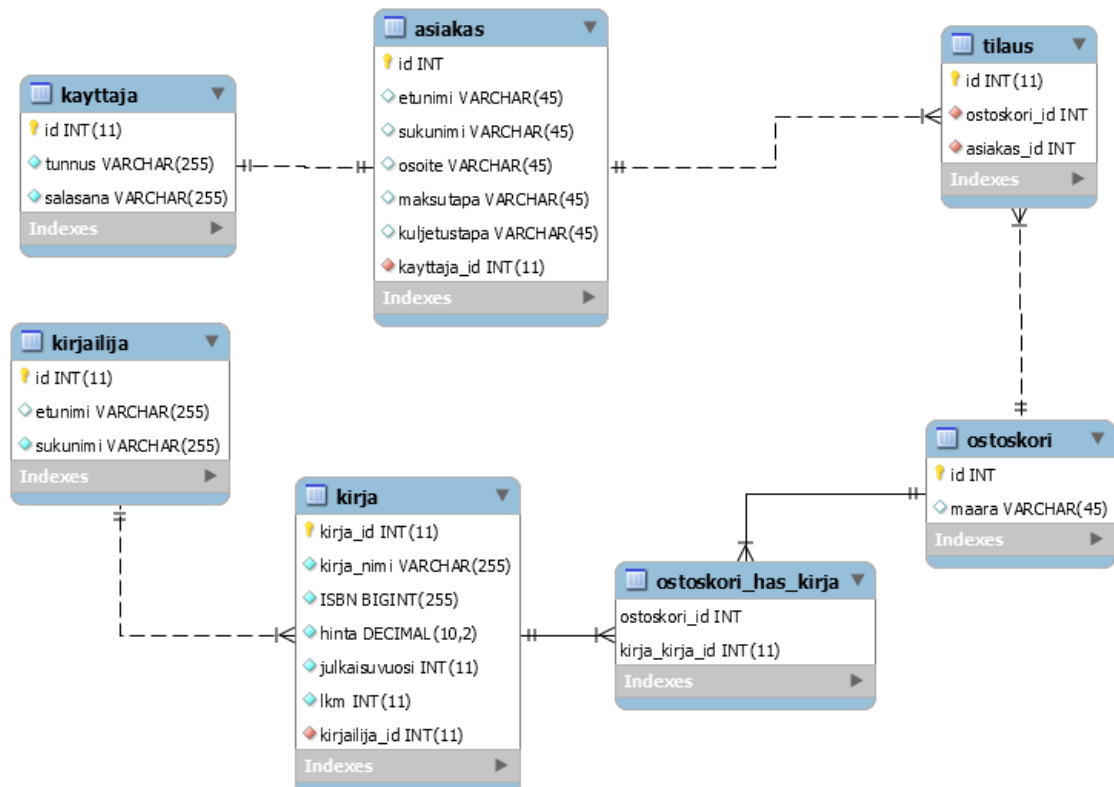 kayttaja
id INT(11)
tunnus VARCHAR(255)
salasana VARCHAR(255)
Indexes
asiakas
id INT
etunimi VARCHAR(45)
sukunimi VARCHAR(45)
osoite VARCHAR(45)
maksutapa VARCHAR(45)
kuljetustapa VARCHAR(45)
kayttaja_id INT(11)
Indexes
tilaus
id INT(11)
ostoskori_id INT
asiakas_id INT
Indexes
kirjailija
id INT(11)
etunimi VARCHAR(255)
sukunimi VARCHAR(255)
Indexes
kirja
kirja_id INT(11)
kirja_nimi VARCHAR(255)
ISBN BIGINT(255)
hinta DECIMAL(10,2)
julkaisuvuosi INT(11)
lkm INT(11)
kirjailija_id INT(11)
Indexes
ostoskori_has_kirja
ostoskori_id INT
kirja_kirja_id INT(11)
Indexes
ostoskori
id INT
maara VARCHAR(45)
Indexes